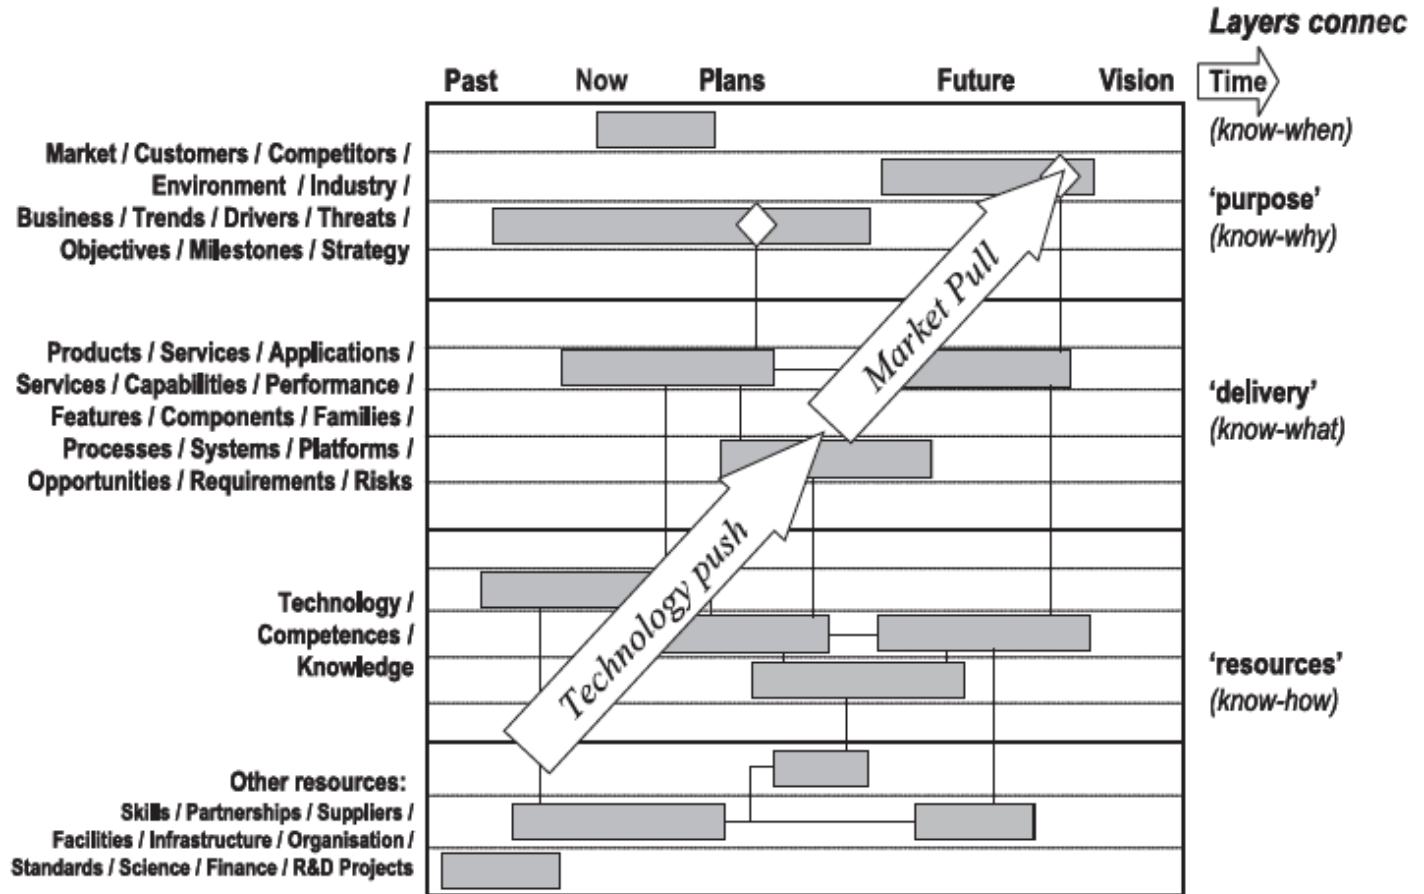 Layers connec
Past Now Plans Future Vision Time
(know-when)
Market / Customers / Competitors /
Environment / Industry /
Business / Trends / Drivers / Threats /
Objectives / Milestones / Strategy
'purpose'
(know-why)
Market Pull
Products / Services / Applications /
Services / Capabilities / Performance /
Features / Components / Families /
Processes / Systems / Platforms /
Opportunities / Requirements / Risks
'delivery'
(know-what)
Technology push
Technology /
Competences /
Knowledge
'resources'
(know-how)
Other resources:
Skills / Partnerships / Suppliers /
Facilities / Infrastructure / Organisation /
Standards / Science / Finance / R&D Projects